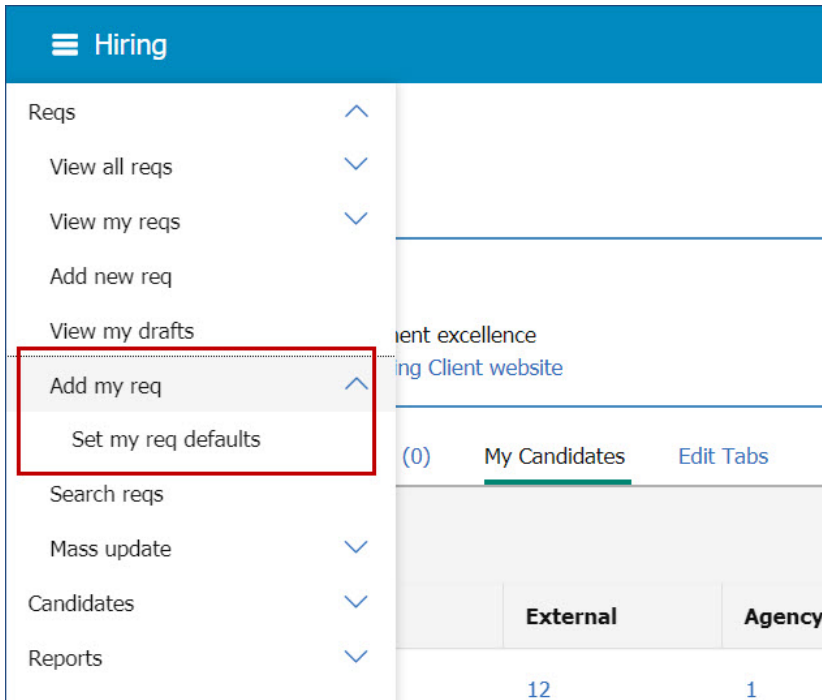 Hiring
Reqs
View all reqs
View my reqs
Add new req
View my drafts
Add my req
Set my req defaults
Search reqs
Mass update
Candidates
Reports
excellence
Client website
(0) My Candidates Edit Tabs
External Agency
12 1